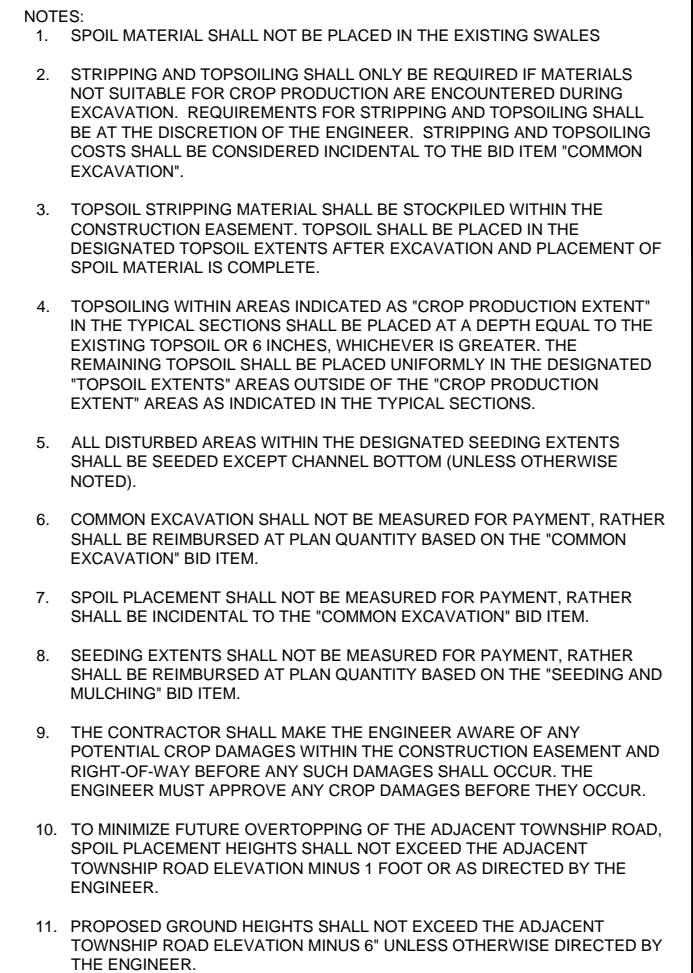 NOTES:
1. SPOIL MATERIAL SHALL NOT BE PLACED IN THE EXISTING SWALES
2. STRIPPING AND TOPSOILING SHALL ONLY BE REQUIRED IF MATERIALS
NOT SUITABLE FOR CROP PRODUCTION ARE ENCOUNTERED DURING
EXCAVATION. REQUIREMENTS FOR STRIPPING AND TOPSOILING SHALL
BE AT THE DISCRETION OF THE ENGINEER. STRIPPING AND TOPSOILING
COSTS SHALL BE CONSIDERED INCIDENTAL TO THE BID ITEM "COMMON
EXCAVATION".
3. TOPSOIL STRIPPING MATERIAL SHALL BE STOCKPILED WITHIN THE
CONSTRUCTION EASEMENT. TOPSOIL SHALL BE PLACED IN THE
DESIGNATED TOPSOIL EXTENTS AFTER EXCAVATION AND PLACEMENT OF
SPOIL MATERIAL IS COMPLETE.
4. TOPSOILING WITHIN AREAS INDICATED AS "CROP PRODUCTION EXTENT"
IN THE TYPICAL SECTIONS SHALL BE PLACED AT A DEPTH EQUAL TO THE
EXISTING TOPSOIL OR 6 INCHES, WHICHEVER IS GREATER. THE
REMAINING TOPSOIL SHALL BE PLACED UNIFORMLY IN THE DESIGNATED
"TOPSOIL EXTENTS" AREAS OUTSIDE OF THE "CROP PRODUCTION
EXTENT" AREAS AS INDICATED IN THE TYPICAL SECTIONS.
5. ALL DISTURBED AREAS WITHIN THE DESIGNATED SEEDING EXTENTS
SHALL BE SEEDED EXCEPT CHANNEL BOTTOM (UNLESS OTHERWISE
NOTED).
6. COMMON EXCAVATION SHALL NOT BE MEASURED FOR PAYMENT, RATHER
SHALL BE REIMBURSED AT PLAN QUANTITY BASED ON THE "COMMON
EXCAVATION" BID ITEM.
7. SPOIL PLACEMENT SHALL NOT BE MEASURED FOR PAYMENT, RATHER
SHALL BE INCIDENTAL TO THE "COMMON EXCAVATION" BID ITEM.
8. SEEDING EXTENTS SHALL NOT BE MEASURED FOR PAYMENT, RATHER
SHALL BE REIMBURSED AT PLAN QUANTITY BASED ON THE "SEEDING AND
MULCHING" BID ITEM.
9. THE CONTRACTOR SHALL MAKE THE ENGINEER AWARE OF ANY
POTENTIAL CROP DAMAGES WITHIN THE CONSTRUCTION EASEMENT AND
RIGHT-OF-WAY BEFORE ANY SUCH DAMAGES SHALL OCCUR. THE
ENGINEER MUST APPROVE ANY CROP DAMAGES BEFORE THEY OCCUR.
10. TO MINIMIZE FUTURE OVERTOPPING OF THE ADJACENT TOWNSHIP ROAD,
SPOIL PLACEMENT HEIGHTS SHALL NOT EXCEED THE ADJACENT
TOWNSHIP ROAD ELEVATION MINUS 1 FOOT OR AS DIRECTED BY THE
ENGINEER.
11. PROPOSED GROUND HEIGHTS SHALL NOT EXCEED THE ADJACENT
TOWNSHIP ROAD ELEVATION MINUS 6" UNLESS OTHERWISE DIRECTED BY
THE ENGINEER.